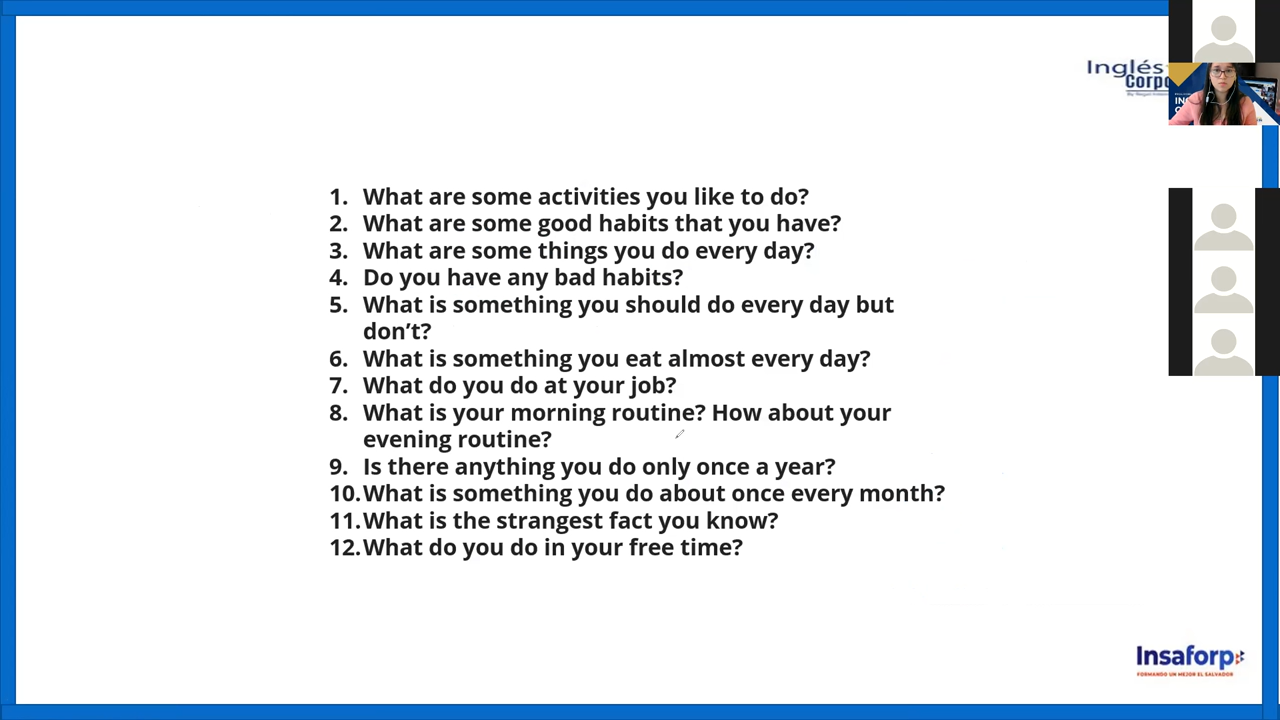 Inglés
Corpo
1. What are some activities you like to do?
2. What are some good habits that you have?
3. What are some things you do every day?
4. Do you have any bad habits?
5. What is something you should do every day but
don’t?
6. What is something you eat almost every day?
7. What do you do at your job?
8. What is your morning routine? How about your
evening routine?
9. Is there anything you do only once a year?
10. What is something you do about once every month?
11. What is the strangest fact you know?
12. What do you do in your free time?
Insaforp
FORMANDO UN MEJOR EL SALVADOR